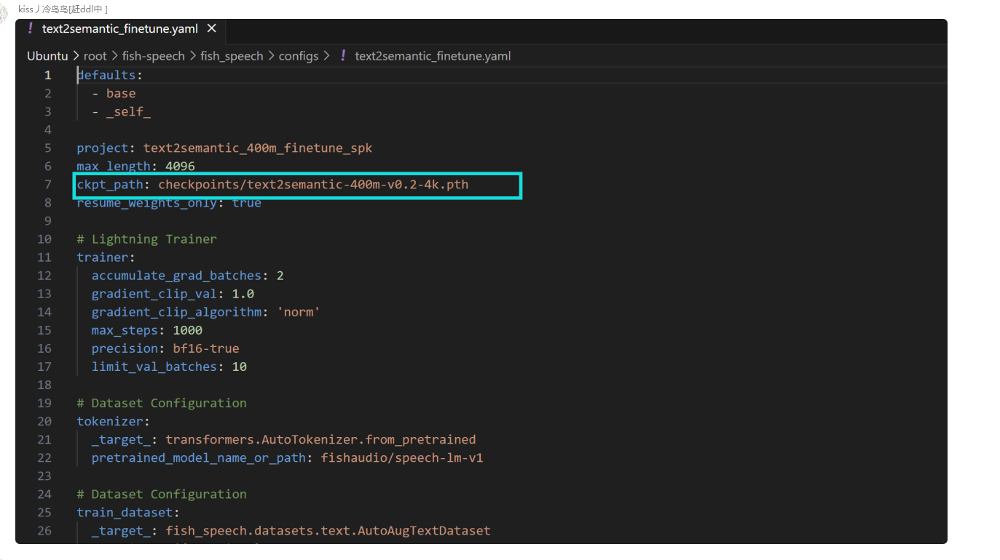 kiss丿冷鸟鸟[赶ddl中 ]
! text2semantic_finetune.yaml ×
Ubuntu > root > fish-speech > fish_speech > configs > ! text2semantic_finetune.yaml
1 defaults:
2 - base
3 - _self_
4
5 project: text2semantic_400m_finetune_spk
6 max_length: 4096
7 ckpt_path: checkpoints/text2semantic-400m-v0.2-4k.pth
8 resume_weights_only: true
9
10 # Lightning Trainer
11 trainer:
12 accumulate_grad_batches: 2
13 gradient_clip_val: 1.0
14 gradient_clip_algorithm: 'norm'
15 max_steps: 1000
16 precision: bf16-true
17 limit_val_batches: 10
18
19 # Dataset Configuration
20 tokenizer:
21 _target_: transformers.AutoTokenizer.from_pretrained
22 pretrained_model_name_or_path: fishaudio/speech-lm-v1
23
24 # Dataset Configuration
25 train_dataset:
26 _target_: fish_speech.datasets.text.AutoAugTextDataset